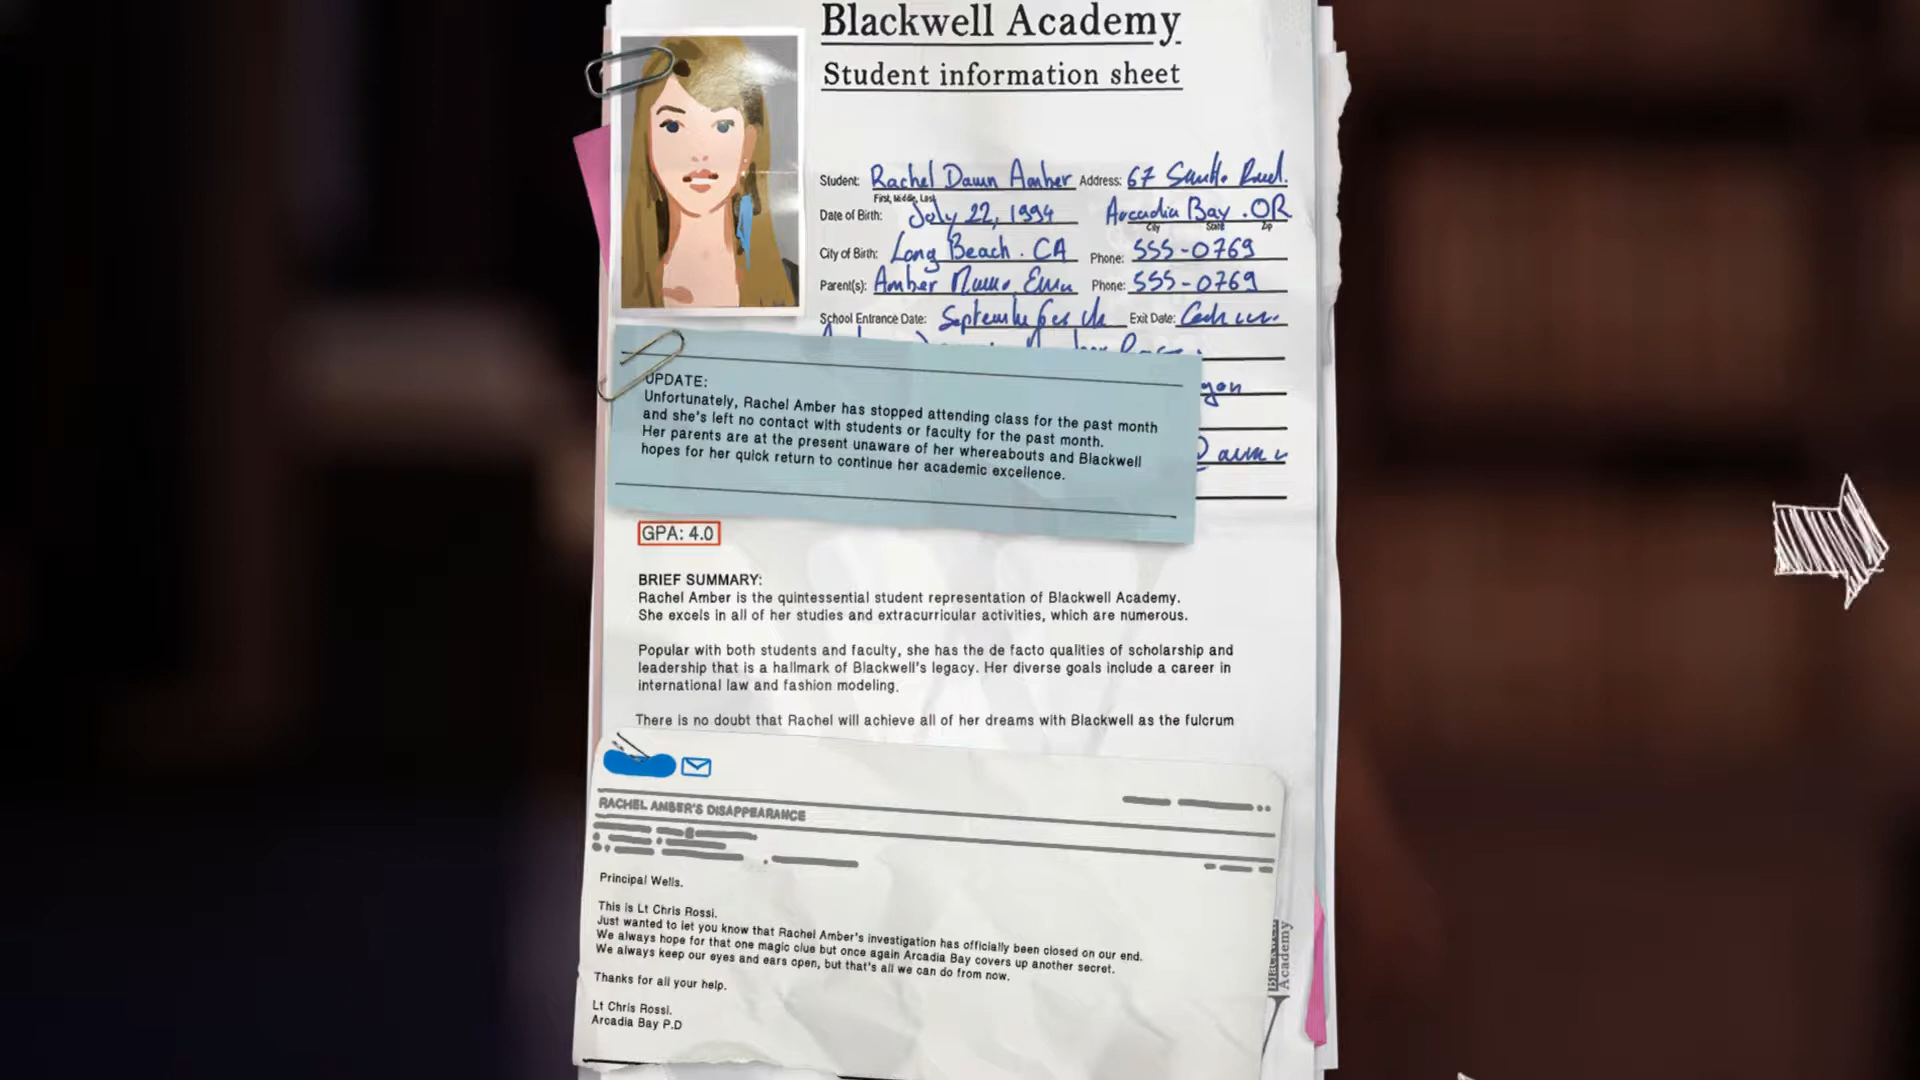 Blackwell Academy
Student information sheet
Student: Rachel Dawn Amber Address: 67
First, Middle, Last
Date of Birth: July 22, 1994 Arcadia Bay . OR
City State Zip
City of Birth: Long Beach . CA Phone: 555-0769
Parent(s): Amber Phone: 555-0769
School Entrance Date: Exit Date:
UPDATE:
Unfortunately, Rachel Amber has stopped attending class for the past month
and she's left no contact with students or faculty for the past month.
Her parents are at the present unaware of her whereabouts and Blackwell
hopes for her quick return to continue her academic excellence.
GPA: 4.0
BRIEF SUMMARY:
Rachel Amber is the quintessential student representation of Blackwell Academy.
She excels in all of her studies and extracurricular activities, which are numerous.
Popular with both students and faculty, she has the de facto qualities of scholarship and
leadership that is a hallmark of Blackwell's legacy. Her diverse goals include a career in
international law and fashion modeling.
There is no doubt that Rachel will achieve all of her dreams with Blackwell as the fulcrum
RACHEL AMBER'S DISAPPEARANCE
Principal Wells.
This is Lt Chris Rossi.
Just wanted to let you know that Rachel Amber's investigation has officially been closed on our end.
We always hope for that one magic clue but once again Arcadia Bay covers up another secret.
We always keep our eyes and ears open, but that's all we can do from now.
Thanks for all your help.
Lt Chris Rossi.
Arcadia Bay P.D
Blackwell
Academy